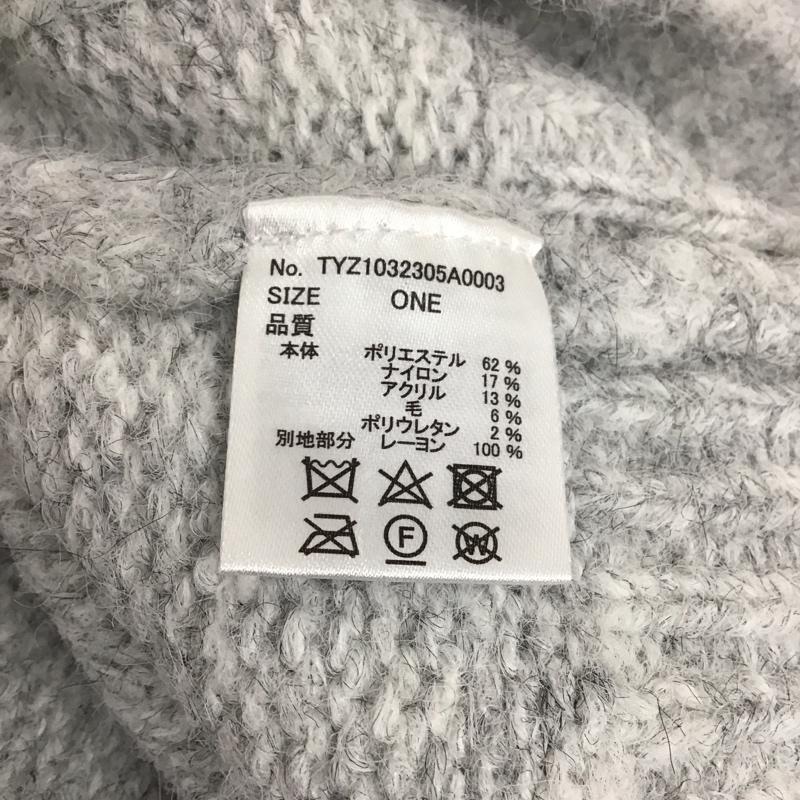 No. TYZ1032305A0003
SIZE ONE
品質
本体 ポリエステル 62 %
ナイロン 17 %
アクリル 13 %
毛 6 %
ポリウレタン 2 %
別地部分 レーヨン 100 %
F
W